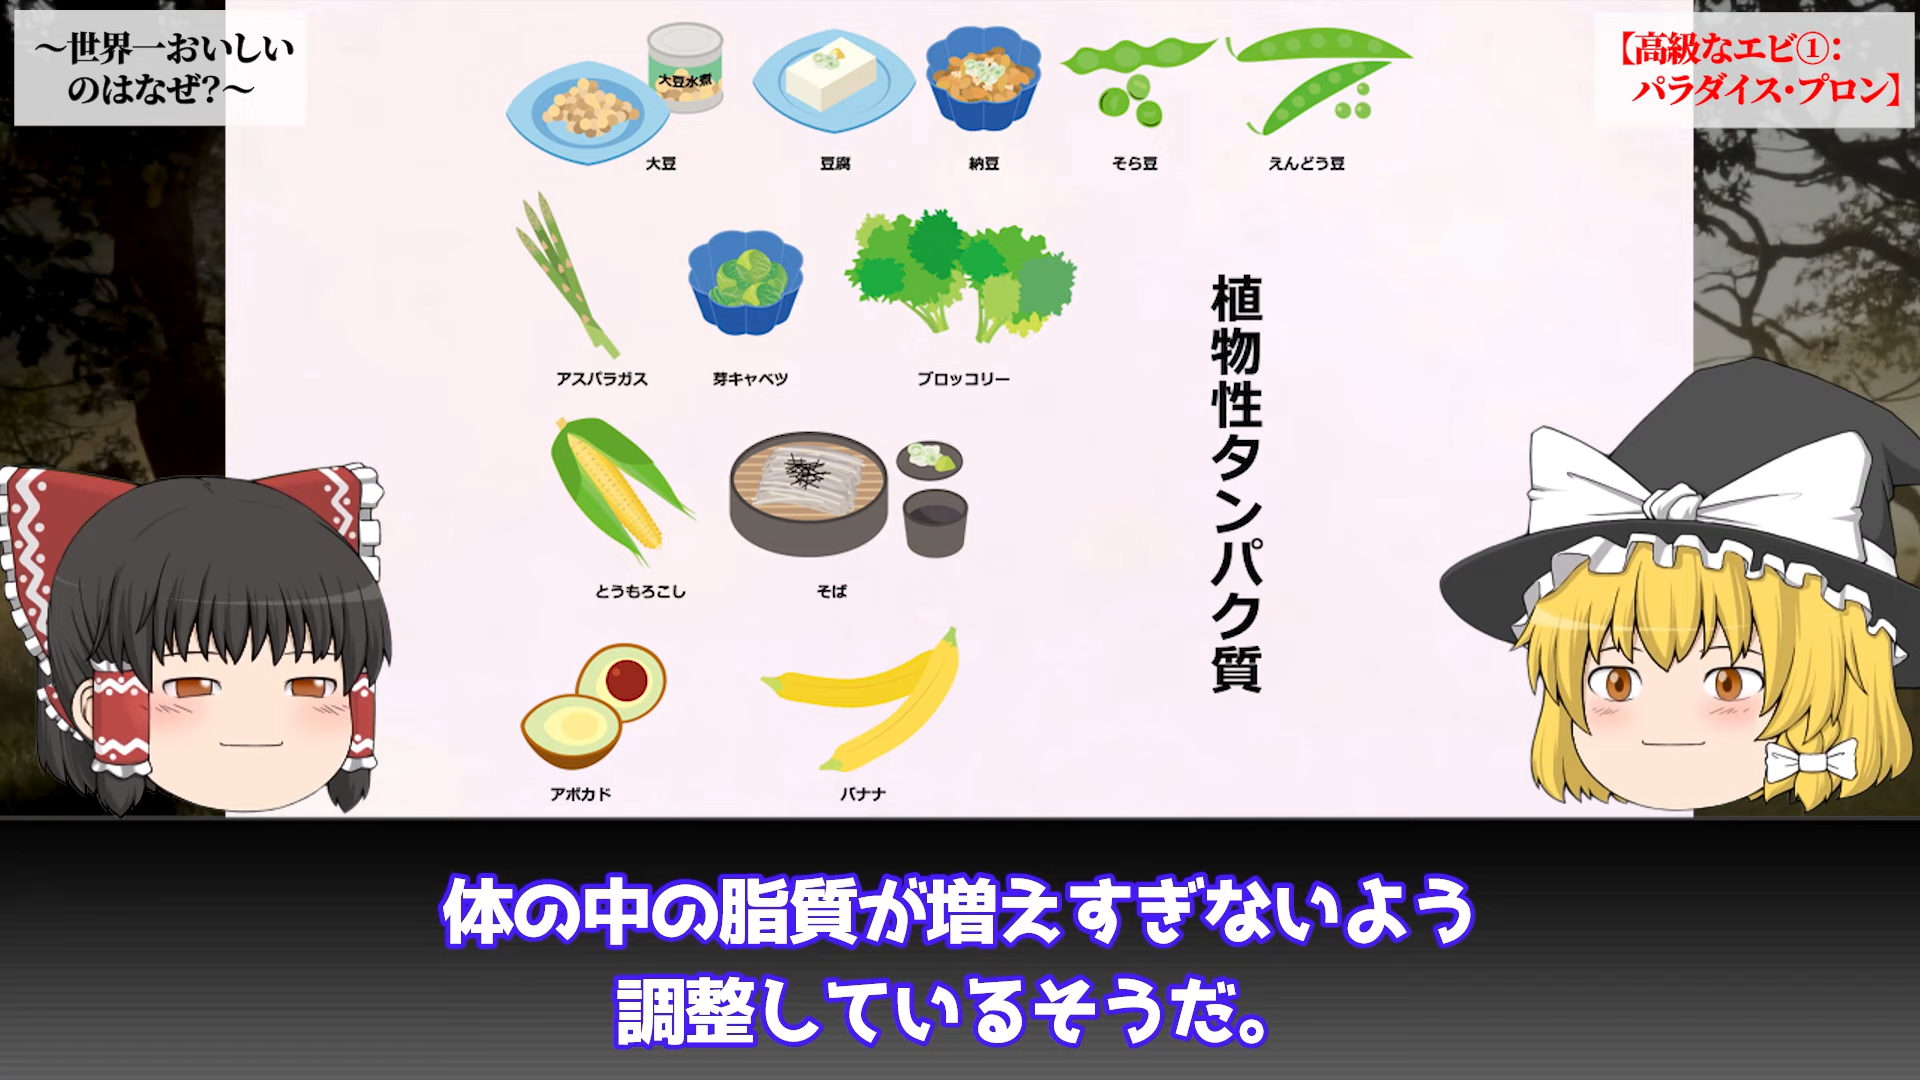 ～世界一おいしい
のはなぜ?～
【高級なエビ①:
パラダイス・プロン】
大豆水煮
大豆
豆腐
納豆
そら豆
えんどう豆
アスパラガス
芽キャベツ
ブロッコリー
植物性タンパク質
とうもろこし
そば
アボカド
バナナ
体の中の脂質が増えすぎないよう
調整しているそうだ。